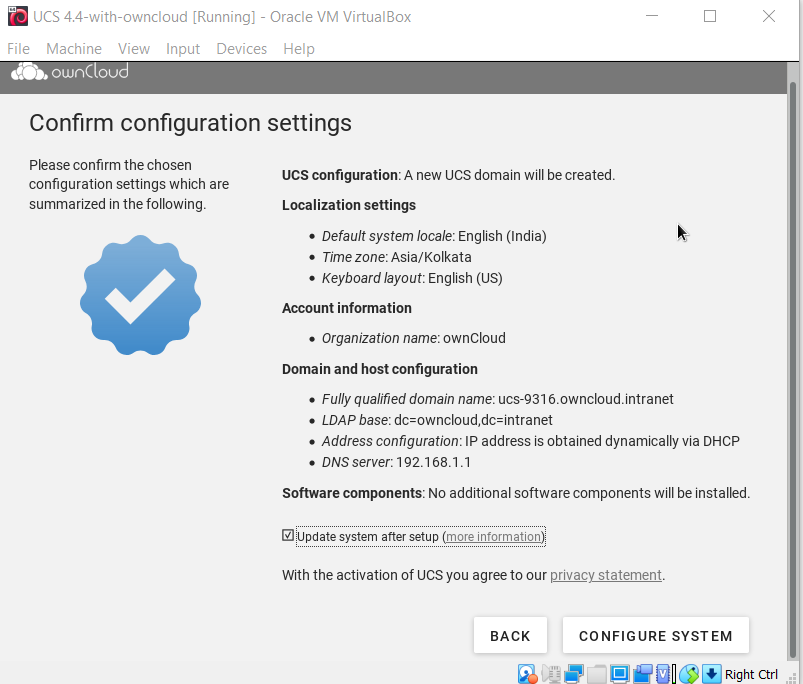 UCS 4.4-with-owncloud [Running] - Oracle VM VirtualBox
File Machine View Input Devices Help
ownCloud
Confirm configuration settings
Please confirm the chosen
configuration settings which are
summarized in the following.
UCS configuration: A new UCS domain will be created.
Localization settings
• Default system locale: English (India)
• Time zone: Asia/Kolkata
• Keyboard layout: English (US)
Account information
• Organization name: ownCloud
Domain and host configuration
• Fully qualified domain name: ucs-9316.owncloud.intranet
• LDAP base: dc=owncloud,dc=intranet
• Address configuration: IP address is obtained dynamically via DHCP
• DNS server: 192.168.1.1
Software components: No additional software components will be installed.
Update system after setup (more information)
With the activation of UCS you agree to our privacy statement.
BACK CONFIGURE SYSTEM
Right Ctrl